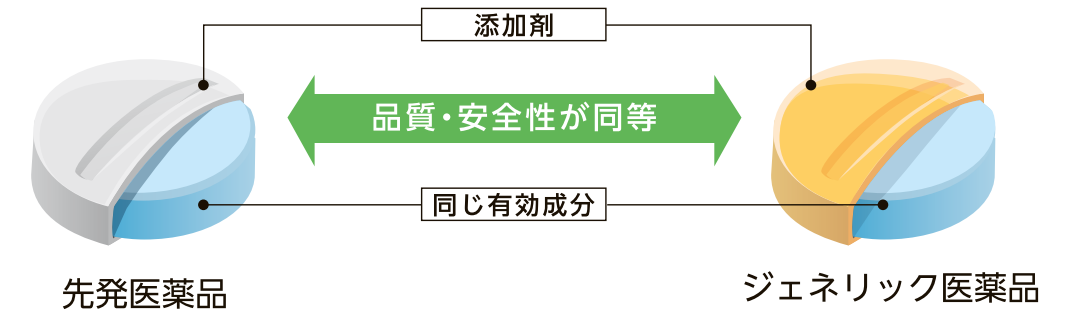 添加剤
品質・安全性が同等
同じ有効成分
先発医薬品
ジェネリック医薬品